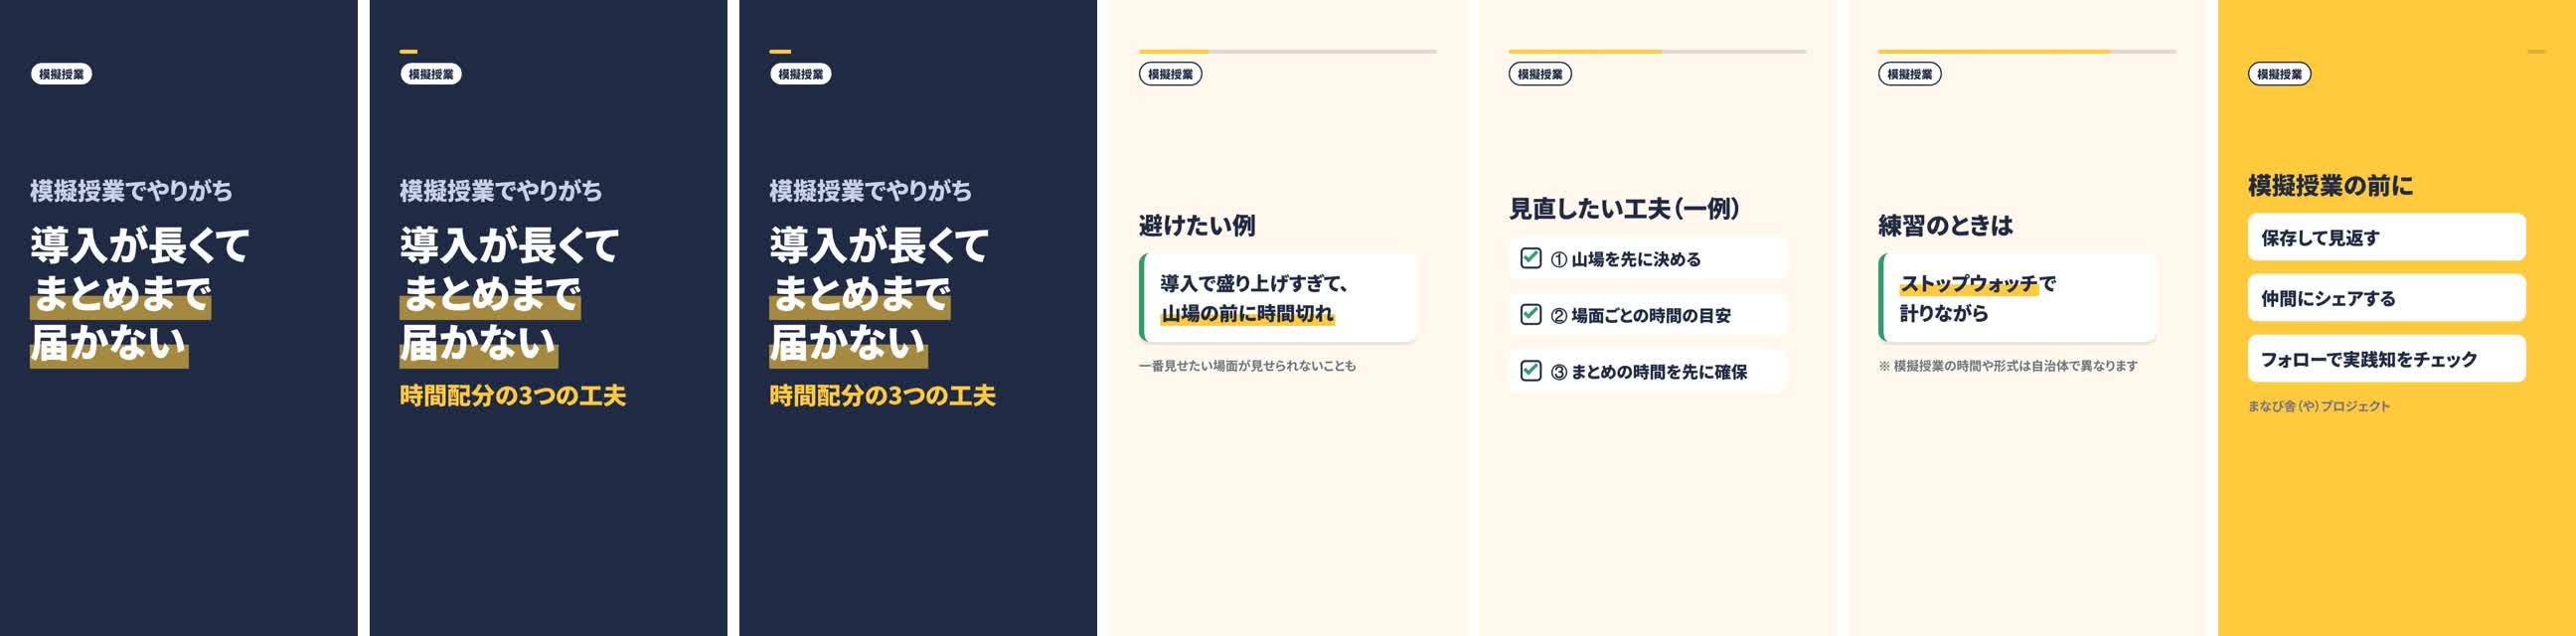 模擬授業
模擬授業でやりがち
導入が長くて
まとめまで
届かない
模擬授業
模擬授業でやりがち
導入が長くて
まとめまで
届かない
時間配分の3つの工夫
模擬授業
模擬授業でやりがち
導入が長くて
まとめまで
届かない
時間配分の3つの工夫
模擬授業
避けたい例
導入で盛り上げすぎて、
山場の前に時間切れ
一番見せたい場面が見せられないことも
模擬授業
見直したい工夫（一例）
① 山場を先に決める
② 場面ごとの時間の目安
③ まとめの時間を先に確保
模擬授業
練習のときは
ストップウォッチで
計りながら
※ 模擬授業の時間や形式は自治体で異なります
模擬授業
模擬授業の前に
保存して見返す
仲間にシェアする
フォローで実践知をチェック
まなび舎（や）プロジェクト